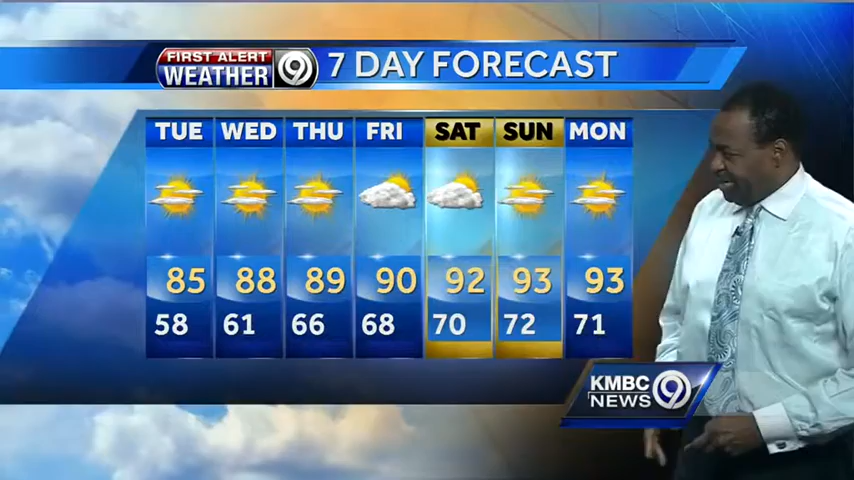 FIRST ALERT
WEATHER 9
7 DAY FORECAST
TUE WED THU FRI SAT SUN MON
85 88 89 90 92 93 93
58 61 66 68 70 72 71
KMBC 9
NEWS